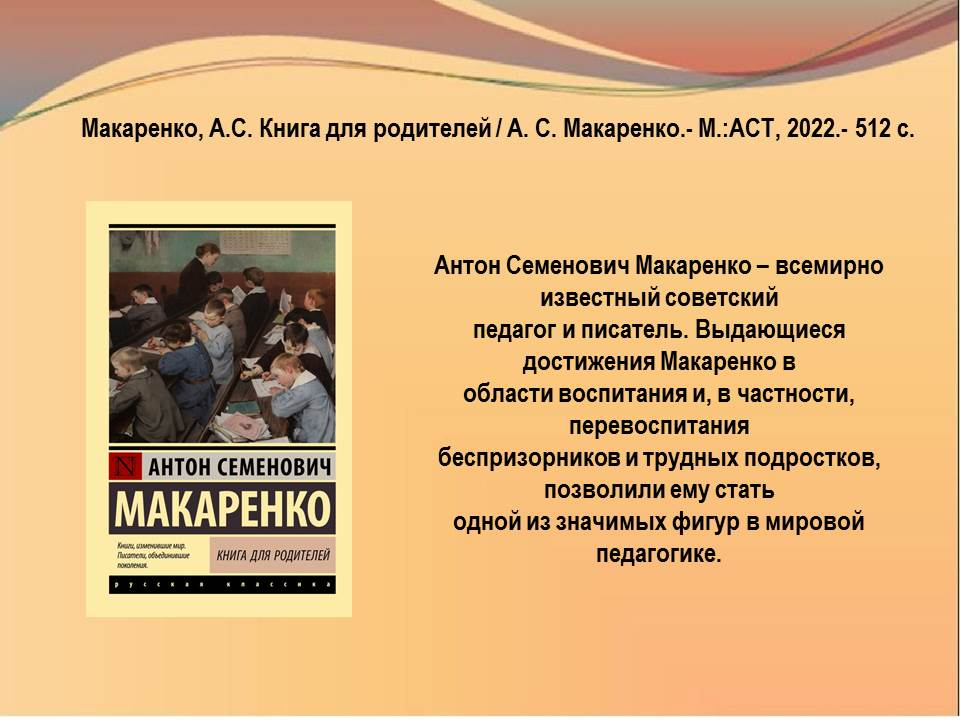 Макаренко, А.С. Книга для родителей / А. С. Макаренко.- М.:АСТ, 2022.- 512 с.
Антон Семенович Макаренко – всемирно
известный советский
педагог и писатель. Выдающиеся
достижения Макаренко в
области воспитания и, в частности,
перевоспитания
беспризорников и трудных подростков,
позволили ему стать
одной из значимых фигур в мировой
педагогике.
N АНТОН СЕМЕНОВИЧ
МАКАРЕНКО
Книги, изменившие мир.
Писатели, объединившие
поколения.
КНИГА ДЛЯ РОДИТЕЛЕЙ
русская классика